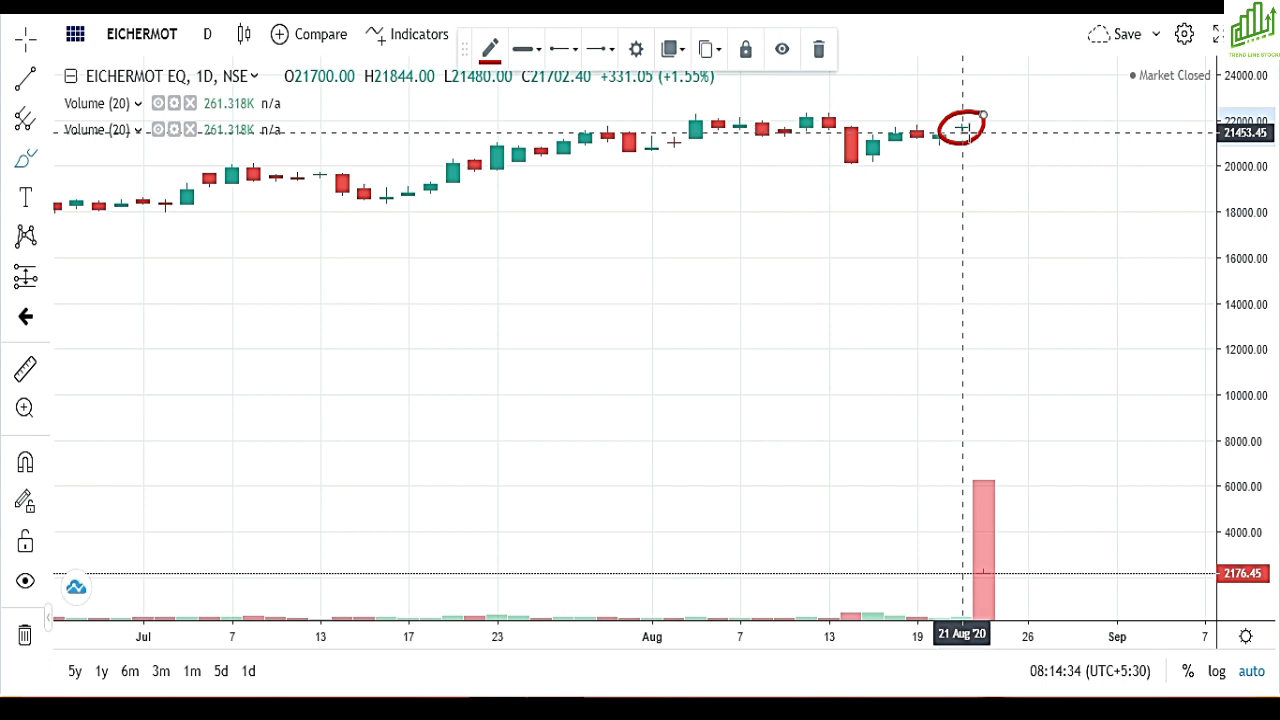 EICHERMOT D Compare Indicators Save
EICHERMOT EQ, 1D, NSE O21700.00 H21844.00 L21480.00 C21702.40 +331.05 (+1.55%)
Market Closed
Volume (20) 261.318K n/a
Volume (20) 261.318K n/a
TREND LINE STOCKS
24000.00
22000.00
21453.45
20000.00
18000.00
16000.00
14000.00
12000.00
10000.00
8000.00
6000.00
4000.00
2176.45
Jul 7 13 17 23 Aug 7 13 19 21 Aug '20 26 Sep 7
5y 1y 6m 3m 1m 5d 1d 08:14:34 (UTC+5:30) % log auto